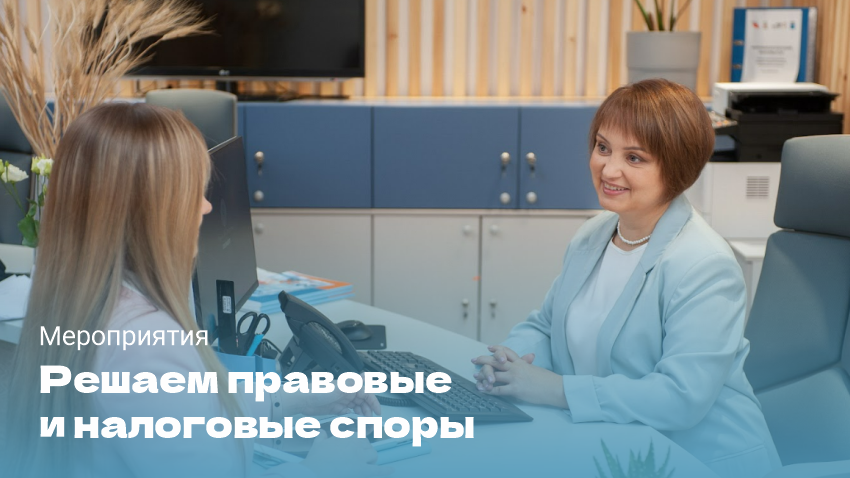 Мероприятия
Решаем правовые
и налоговые споры